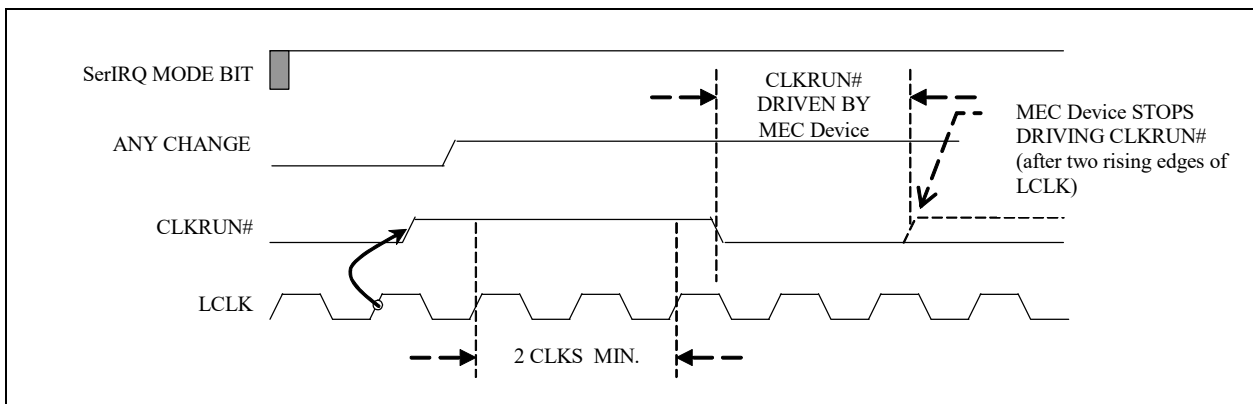 SerIRQ MODE BIT
CLKRUN#
DRIVEN BY
MEC Device
MEC Device STOPS
DRIVING CLKRUN#
(after two rising edges of
LCLK)
ANY CHANGE
CLKRUN#
LCLK
2 CLKS MIN.